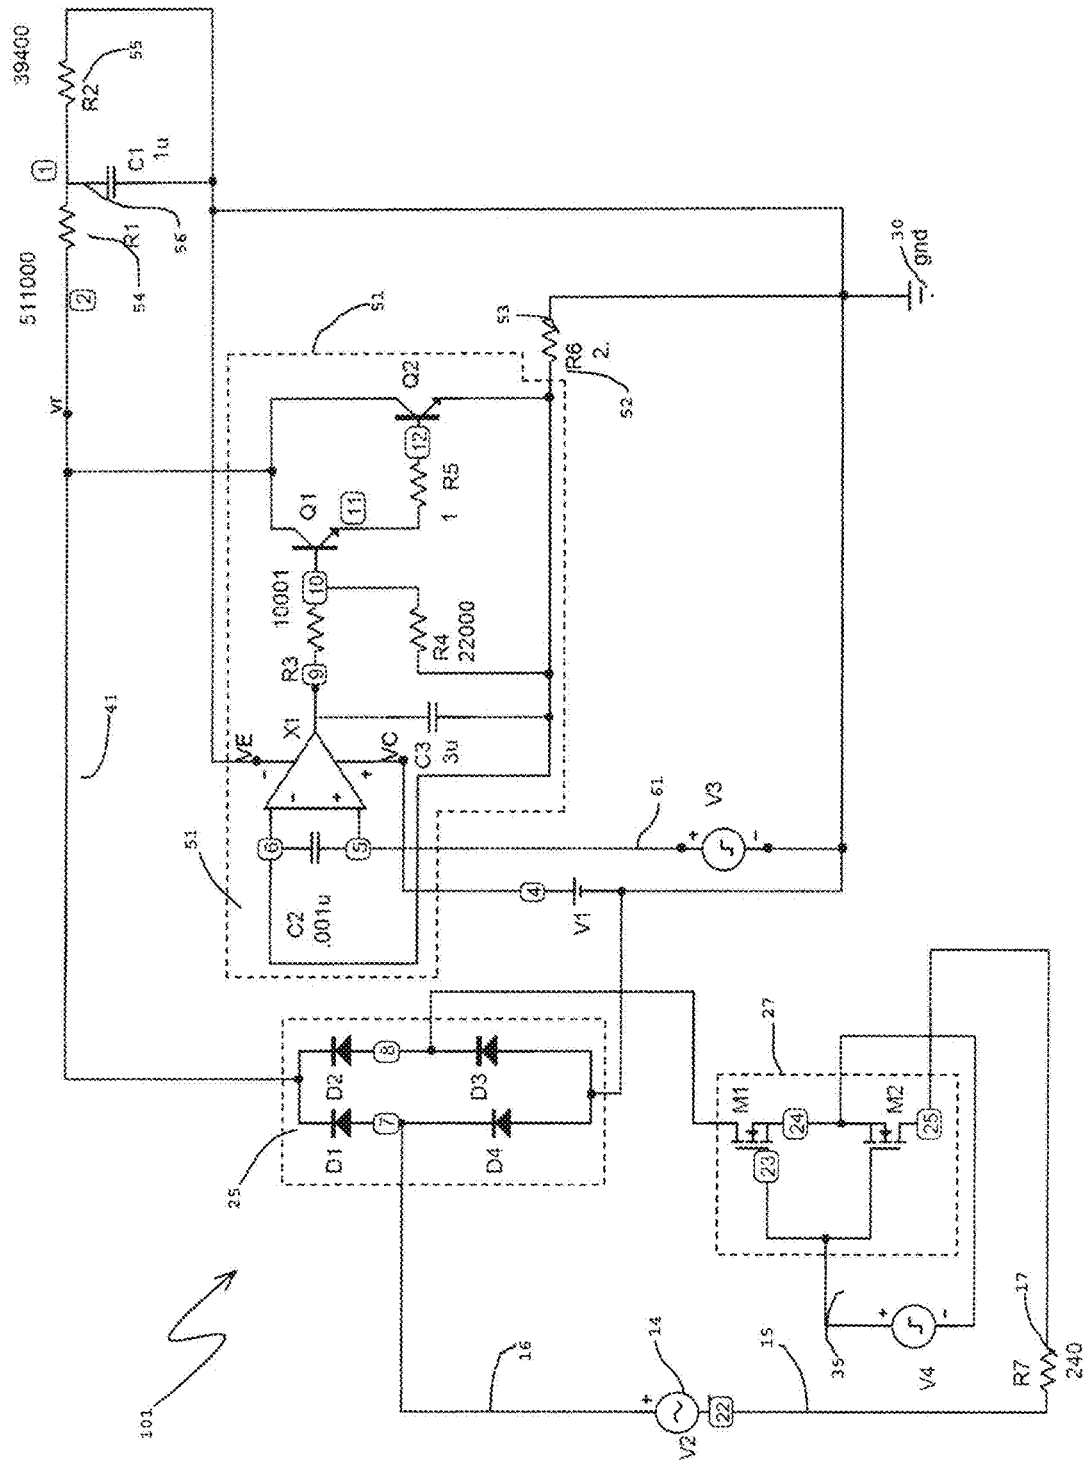 39400
55
R2
1
C1
1u
56
R1
54
511000
2
vr
51
53
R6
2.
52
30
gnd
Q2
12
R5
1
Q1
11
10001
10
R4
22000
R3
9
X1
VE
VC
C3
3u
-
+
-
+
41
51
6
5
C2
.001u
4
V1
61
V3
+
-
D2
8
D3
D1
7
D4
25
27
M1
24
M2
25
23
35
V4
+
-
17
R7
240
15
14
22
V2
+
16
101